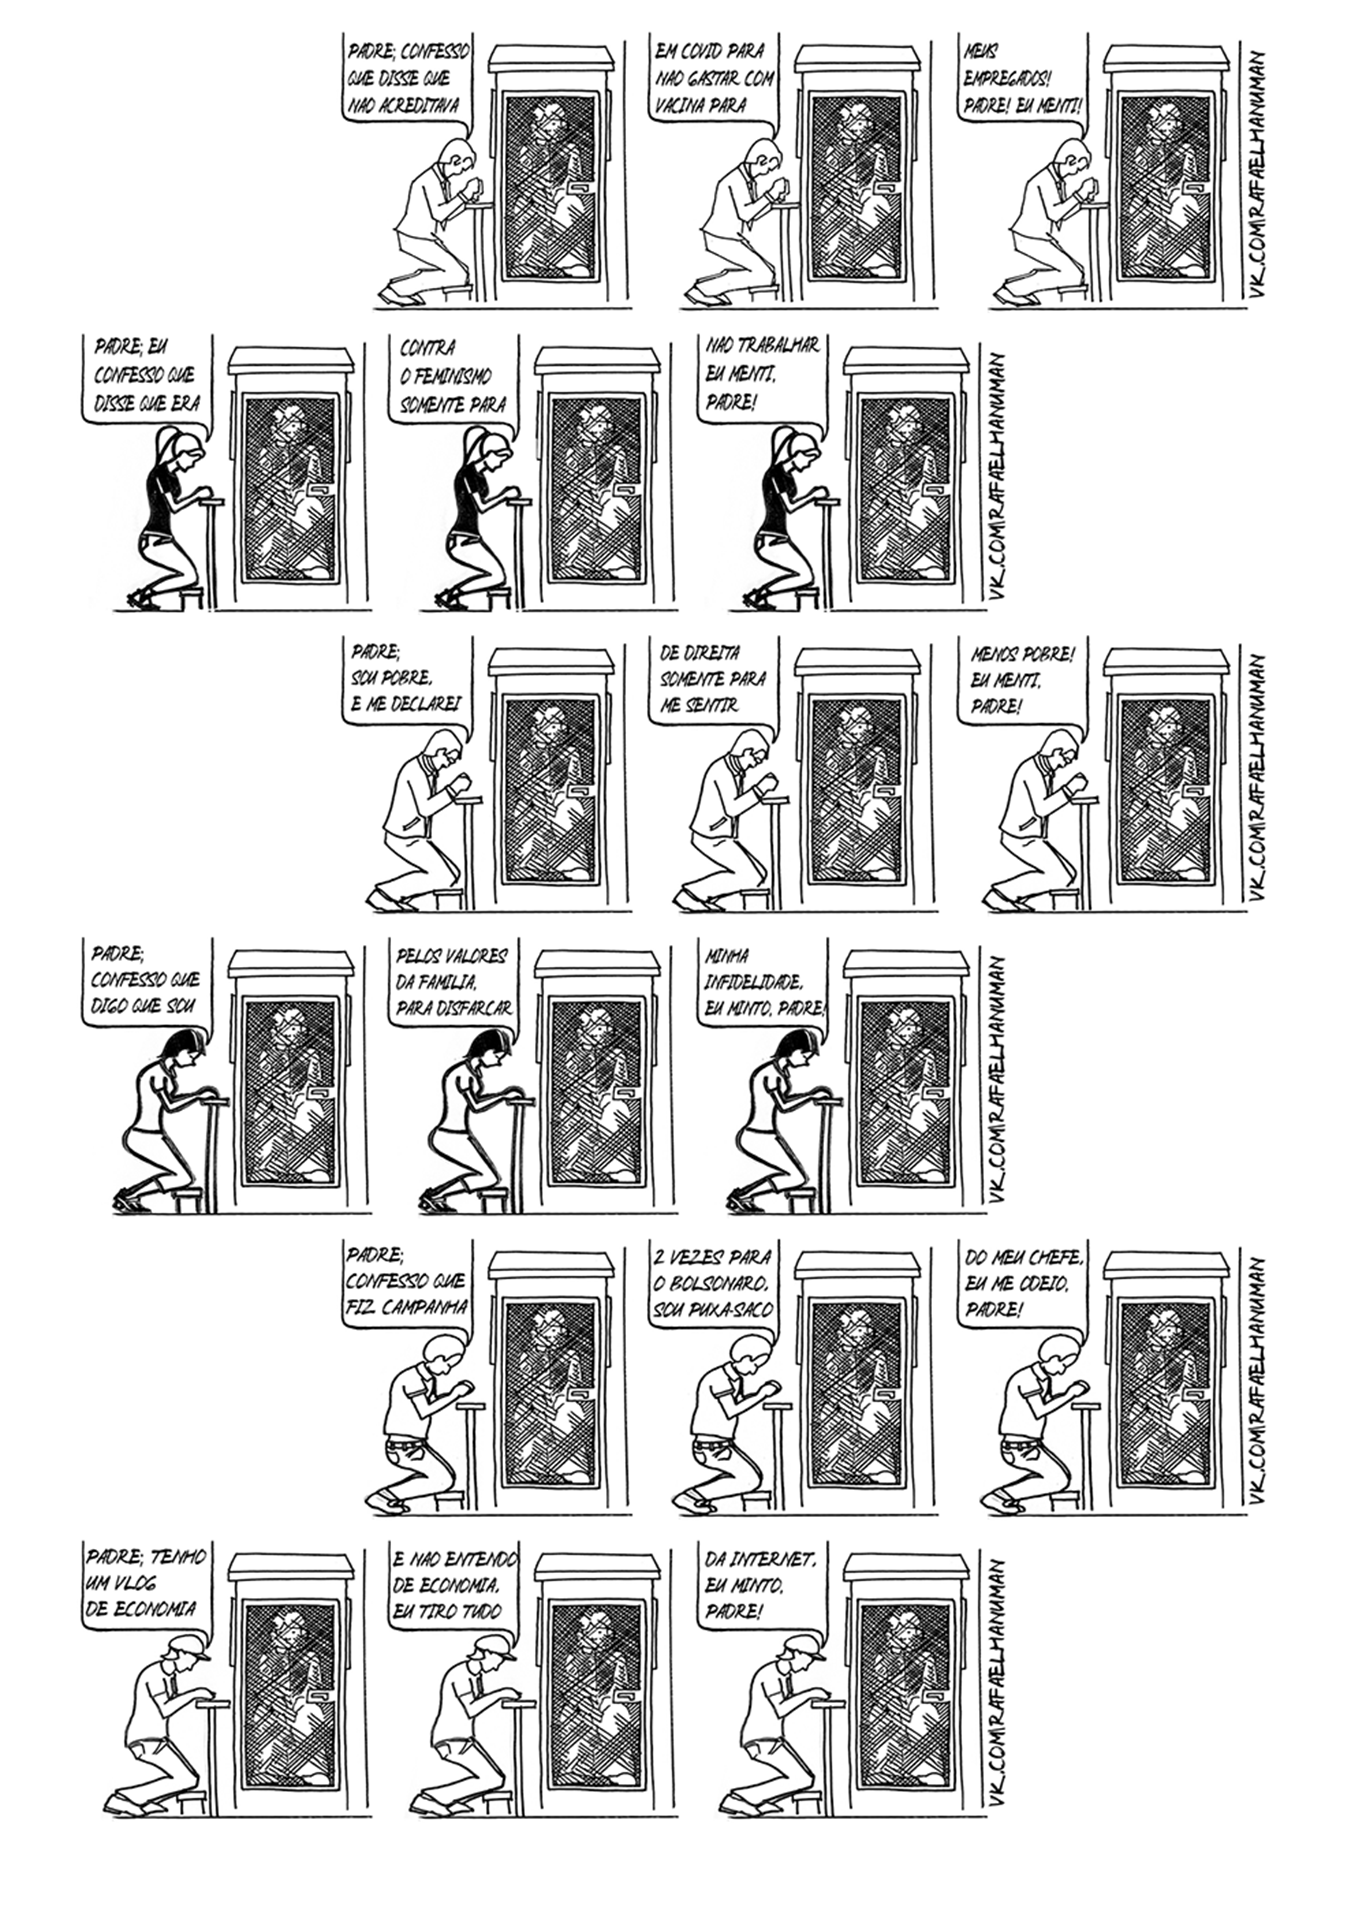 PADRE; CONFESSO
QUE DISSE QUE
NAO ACREDITAVA
EM COVID PARA
NAO GASTAR COM
VACINA PARA
MEUS
EMPREGADOS!
PADRE! EU MENTI!
VK.COM\RAFAELHANUMAN
PADRE; EU
CONFESSO QUE
DISSE QUE ERA
CONTRA
O FEMINISMO
SOMENTE PARA
NAO TRABALHAR
EU MENTI,
PADRE!
VK.COM\RAFAELHANUMAN
PADRE;
SOU POBRE,
E ME DECLAREI
DE DIREITA
SOMENTE PARA
ME SENTIR
MENOS POBRE!
EU MENTI,
PADRE!
VK.COM\RAFAELHANUMAN
PADRE;
CONFESSO QUE
DIGO QUE SOU
PELOS VALORES
DA FAMILIA,
PARA DISFARCAR
MINHA
INFIDELIDADE,
EU MINTO, PADRE!
VK.COM\RAFAELHANUMAN
PADRE;
CONFESSO QUE
FIZ CAMPANHA
2 VEZES PARA
O BOLSONARO,
SOU PUXA-SACO
DO MEU CHEFE,
EU ME ODEIO,
PADRE!
VK.COM\RAFAELHANUMAN
PADRE; TENHO
UM VLOG
DE ECONOMIA
E NAO ENTENDO
DE ECONOMIA,
EU TIRO TUDO
DA INTERNET,
EU MINTO,
PADRE!
VK.COM\RAFAELHANUMAN